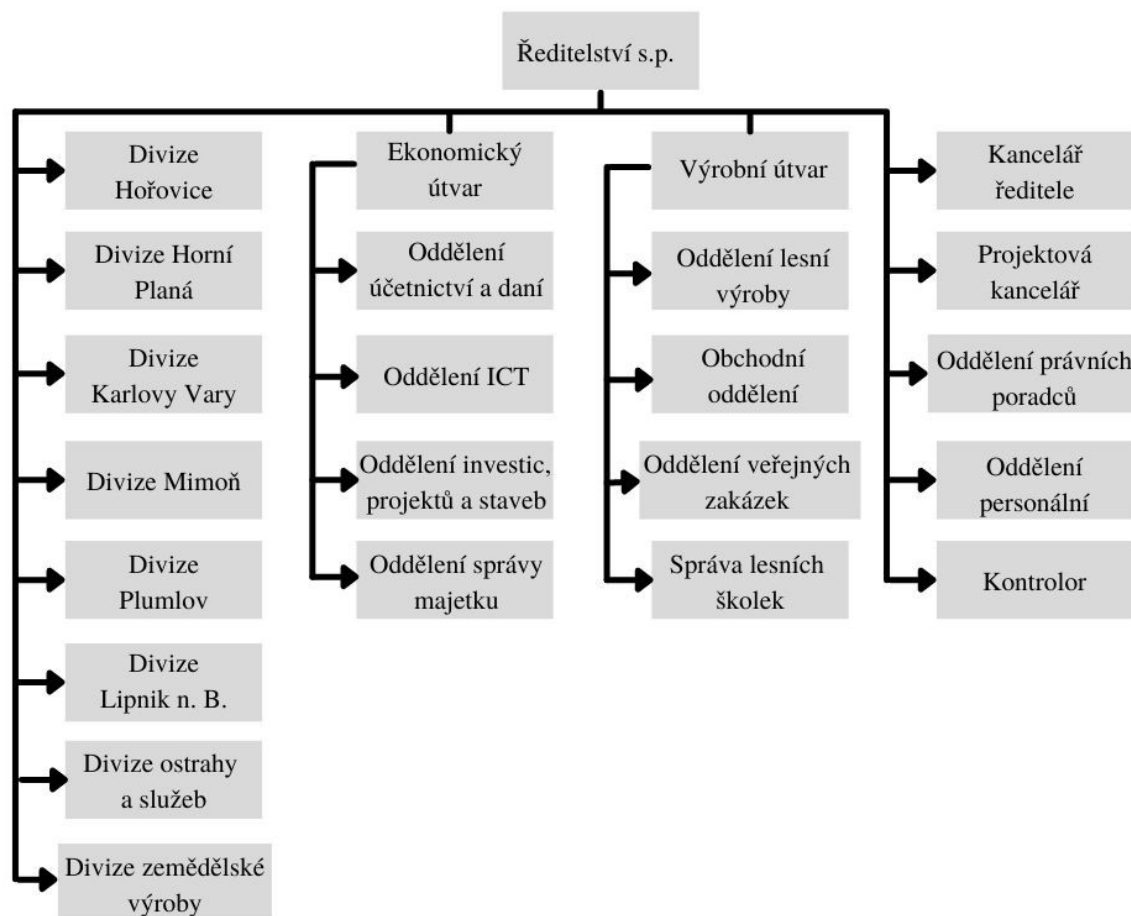 Ředitelství s.p.
Divize
Hořovice
Divize Horní
Planá
Divize
Karlovy Vary
Divize Mimoň
Divize
Plumlov
Divize
Lipnik n. B.
Divize ostrahy
a služeb
Divize zemědělské
výroby
Ekonomický
útvar
Oddělení
účetnictví a daní
Oddělení ICT
Oddělení investic,
projektů a staveb
Oddělení správy
majetku
Výrobní útvar
Oddělení lesní
výroby
Obchodní
oddělení
Oddělení veřejných
zakázek
Správa lesních
školek
Kancelář
ředitele
Projektová
kancelář
Oddělení právních
poradců
Oddělení
personální
Kontrolor